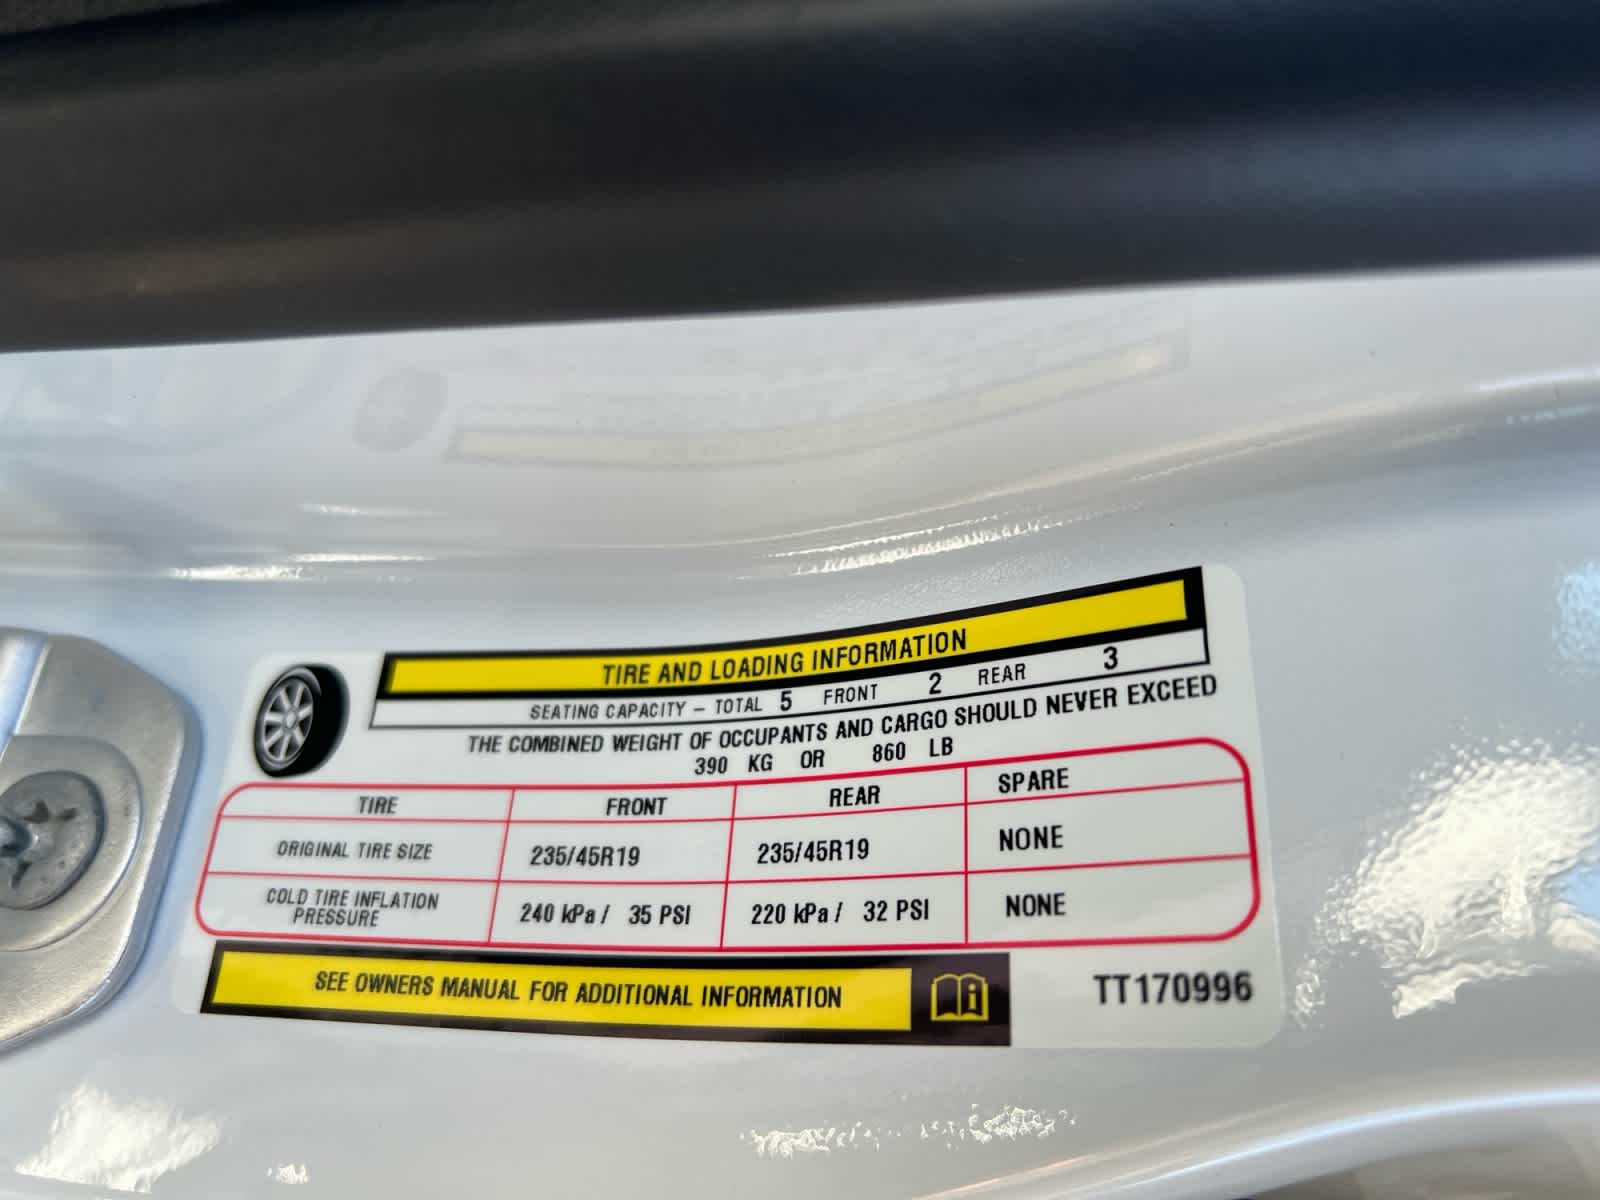 TIRE AND LOADING INFORMATION
SEATING CAPACITY – TOTAL 5 FRONT 2 REAR 3
THE COMBINED WEIGHT OF OCCUPANTS AND CARGO SHOULD NEVER EXCEED
390 KG OR 860 LB
TIRE FRONT REAR SPARE
ORIGINAL TIRE SIZE 235/45R19 235/45R19 NONE
COLD TIRE INFLATION
PRESSURE 240 kPa / 35 PSI 220 kPa / 32 PSI NONE
SEE OWNERS MANUAL FOR ADDITIONAL INFORMATION i
TT170996